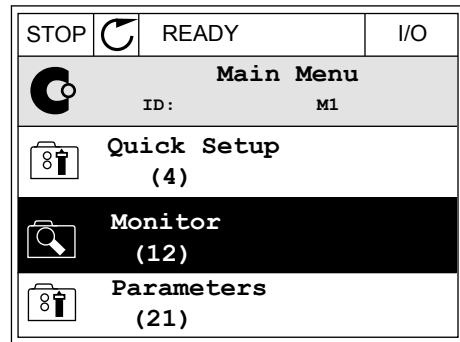 STOP READY I/O
Main Menu
ID: M1
Quick Setup
(4)
Monitor
(12)
Parameters
(21)